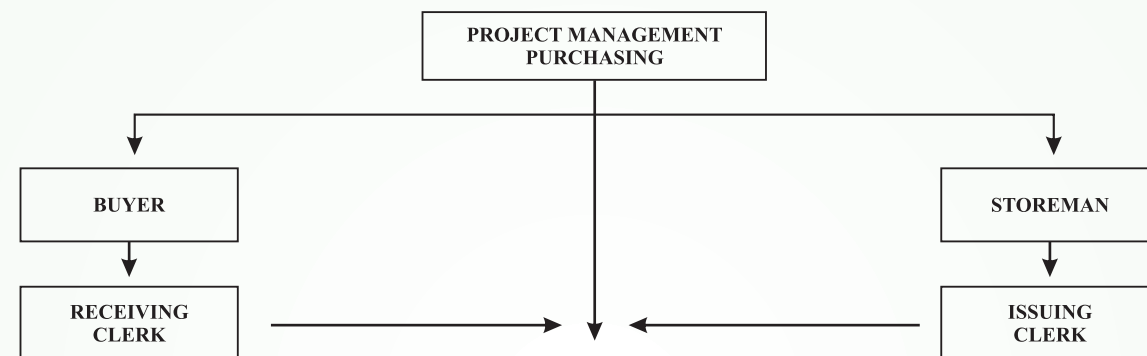 PROJECT MANAGEMENT
PURCHASING
BUYER
STOREMAN
RECEIVING
CLERK
ISSUING
CLERK